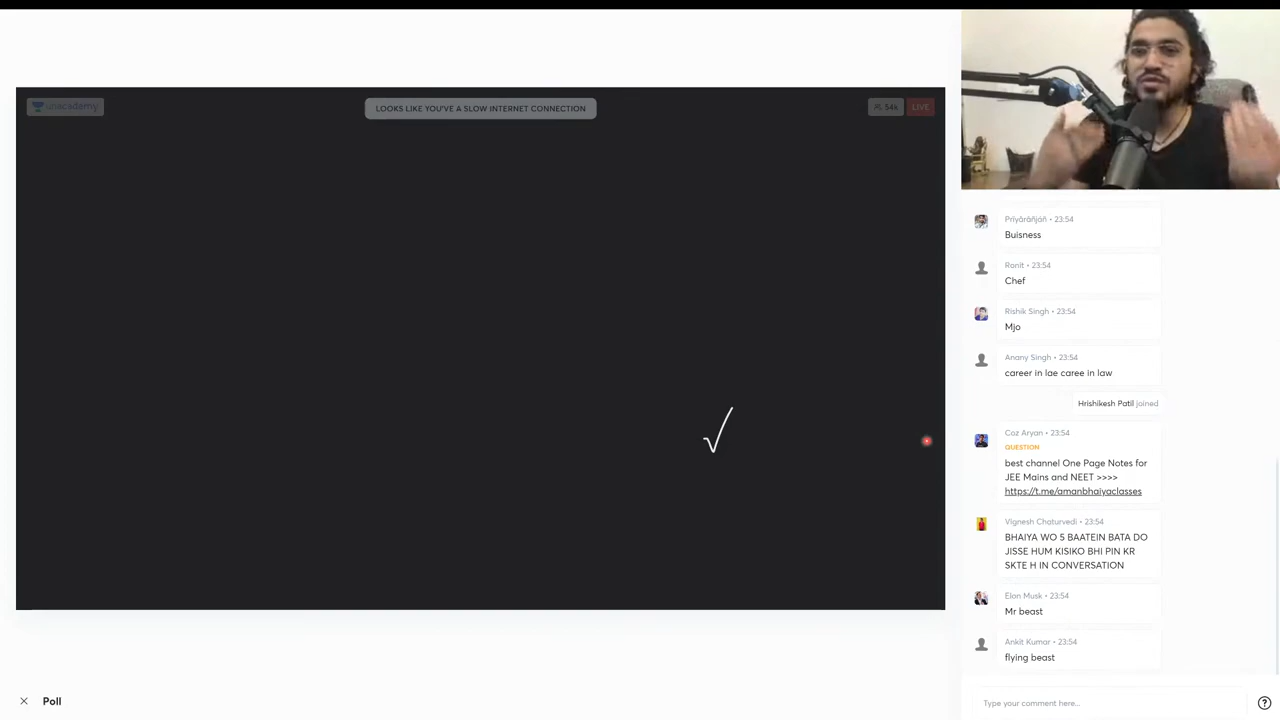 unacademy
LOOKS LIKE YOU'VE A SLOW INTERNET CONNECTION
54k
LIVE
Prîyârâñjáñ • 23:54
Buisness
Ronit • 23:54
Chef
Rishik Singh • 23:54
Mjo
Anany Singh • 23:54
career in lae caree in law
Hrishikesh Patil joined
Coz Aryan • 23:54
QUESTION
best channel One Page Notes for
JEE Mains and NEET >>>>
https://t.me/amanbhaiyaclasses
Vignesh Chaturvedi • 23:54
BHAIYA WO 5 BAATEIN BATA DO
JISSE HUM KISIKO BHI PIN KR
SKTE H IN CONVERSATION
Elon Musk • 23:54
Mr beast
Ankit Kumar • 23:54
flying beast
Poll
Type your comment here...